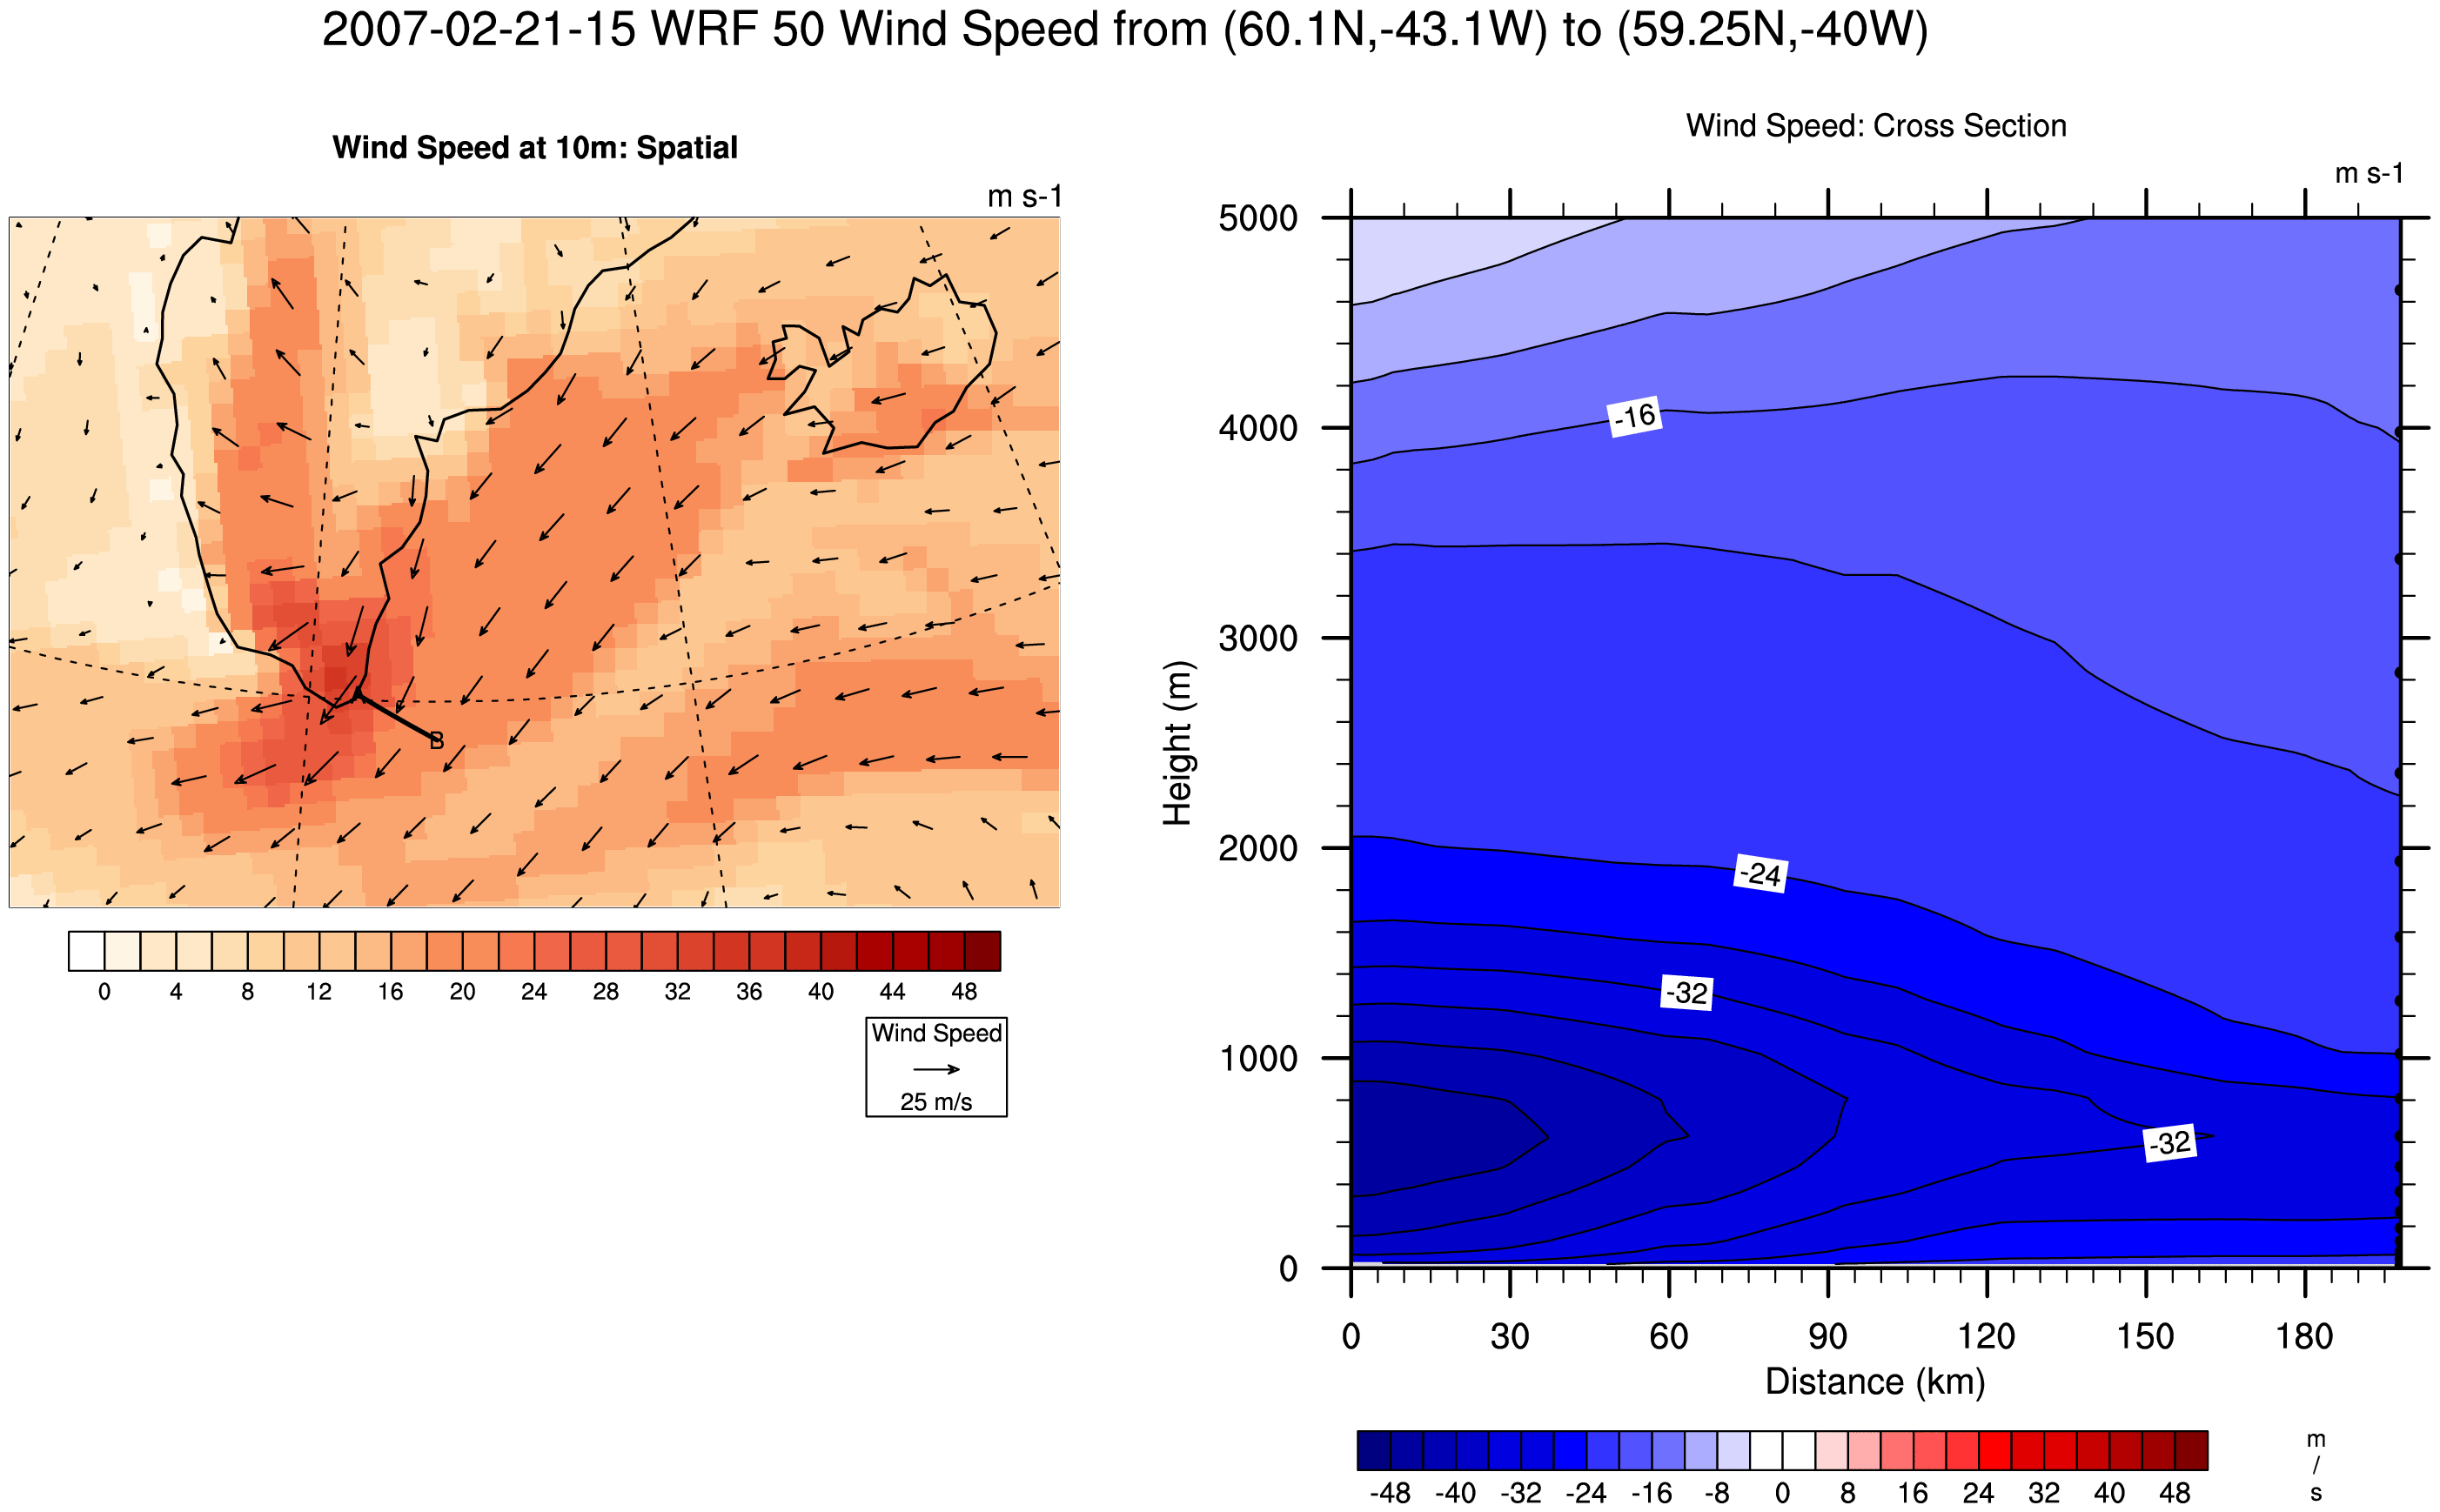 2007-02-21-15 WRF 50 Wind Speed from (60.1N,-43.1W) to (59.25N,-40W)
Wind Speed at 10m: Spatial
m s-1
A
B
0 4 8 12 16 20 24 28 32 36 40 44 48
Wind Speed
25 m/s
Wind Speed: Cross Section
m s-1
5000
4000
3000
2000
1000
0
Height (m)
-16
-24
-32
-32
0 30 60 90 120 150 180
Distance (km)
-48 -40 -32 -24 -16 -8 0 8 16 24 32 40 48
m
/
s